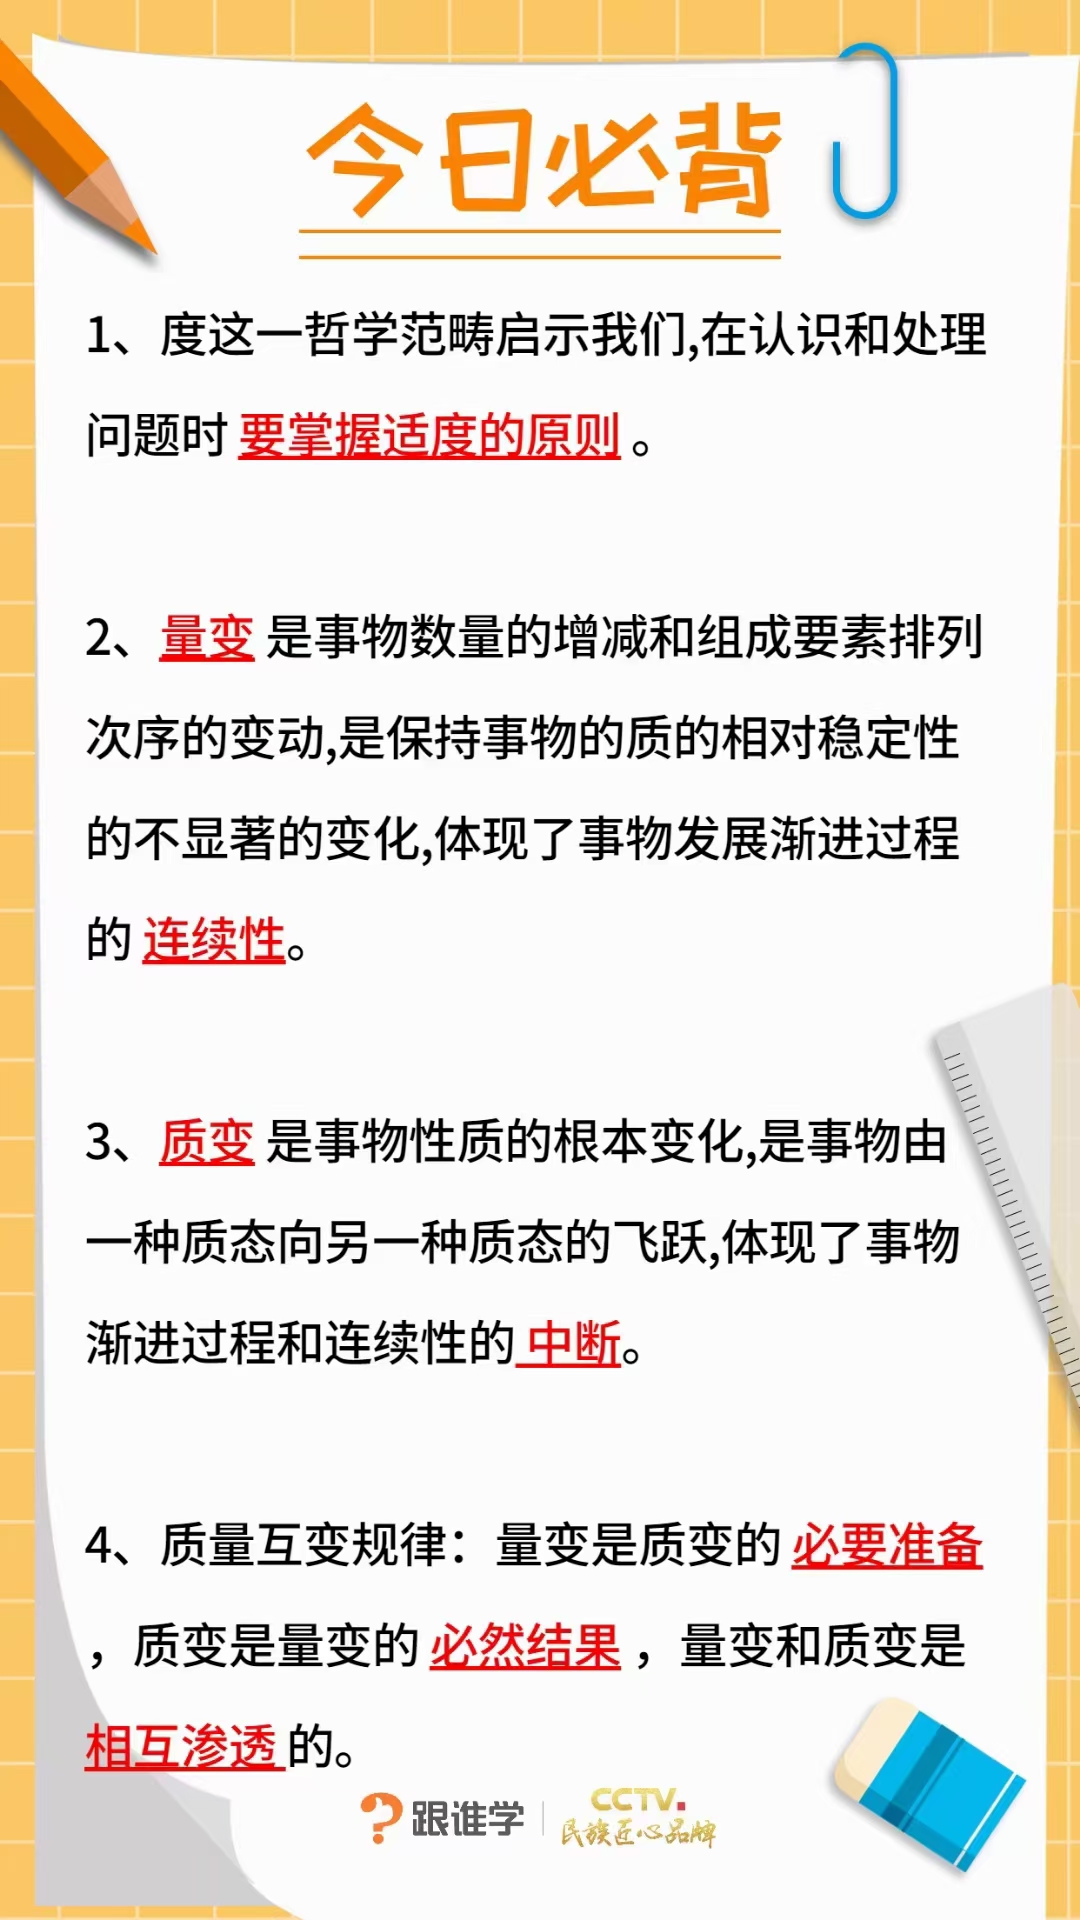 今日必背
1、度这一哲学范畴启示我们,在认识和处理
问题时 要掌握适度的原则 。
2、量变 是事物数量的增减和组成要素排列
次序的变动,是保持事物的质的相对稳定性
的不显著的变化,体现了事物发展渐进过程
的 连续性。
3、质变 是事物性质的根本变化,是事物由
一种质态向另一种质态的飞跃,体现了事物
渐进过程和连续性的 中断。
4、质量互变规律：量变是质变的 必要准备
，质变是量变的 必然结果 ，量变和质变是
相互渗透 的。
跟谁学
CCTV.
民族匠心品牌